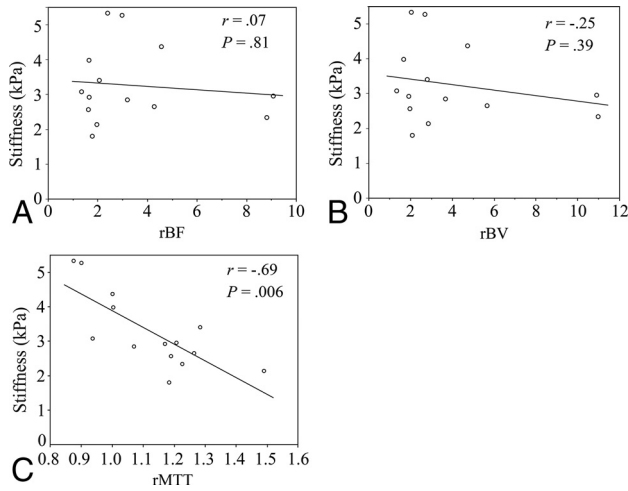 5
4
3
2
1
0
Stiffness (kPa)
r = .07
P = .81
0 2 4 6 8 10
rBF
A
5
4
3
2
1
0
Stiffness (kPa)
r = -.25
P = .39
0 2 4 6 8 10 12
rBV
B
5
4
3
2
1
0
Stiffness (kPa)
r = -.69
P = .006
0.8 0.9 1.0 1.2 1.3 1.4 1.5 1.6
rMTT
C